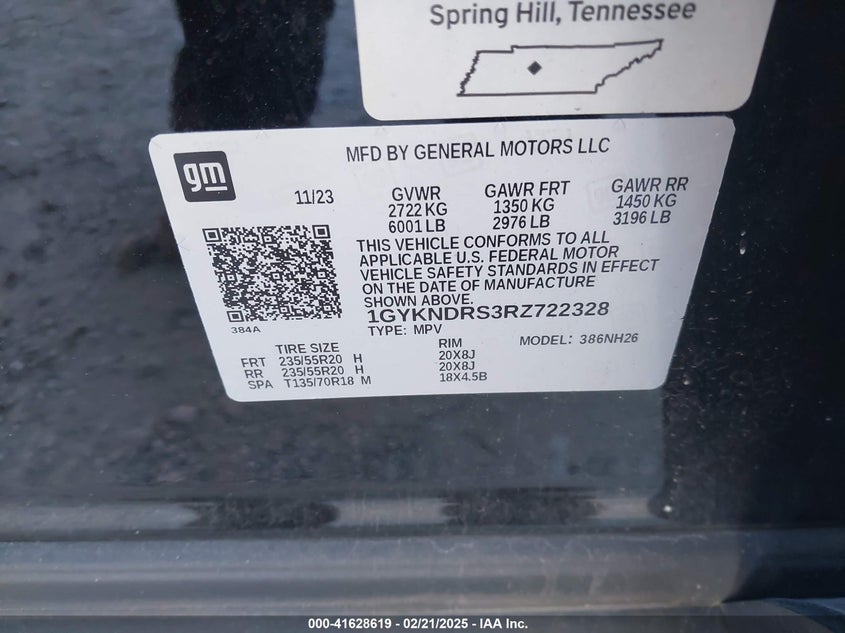 Spring Hill, Tennessee
gm
MFD BY GENERAL MOTORS LLC
11/23
GVWR
2722 KG
6001 LB
GAWR FRT
1350 KG
2976 LB
GAWR RR
1450 KG
3196 LB
THIS VEHICLE CONFORMS TO ALL
APPLICABLE U.S. FEDERAL MOTOR
VEHICLE SAFETY STANDARDS IN EFFECT
ON THE DATE OF MANUFACTURE
SHOWN ABOVE.
1GYKNDRS3RZ722328
TYPE: MPV
MODEL: 386NH26
384A
TIRE SIZE RIM
FRT 235/55R20 H 20X8J
RR 235/55R20 H 20X8J
SPA T135/70R18 M 18X4.5B
000-41628619 - 02/21/2025 - IAA Inc.